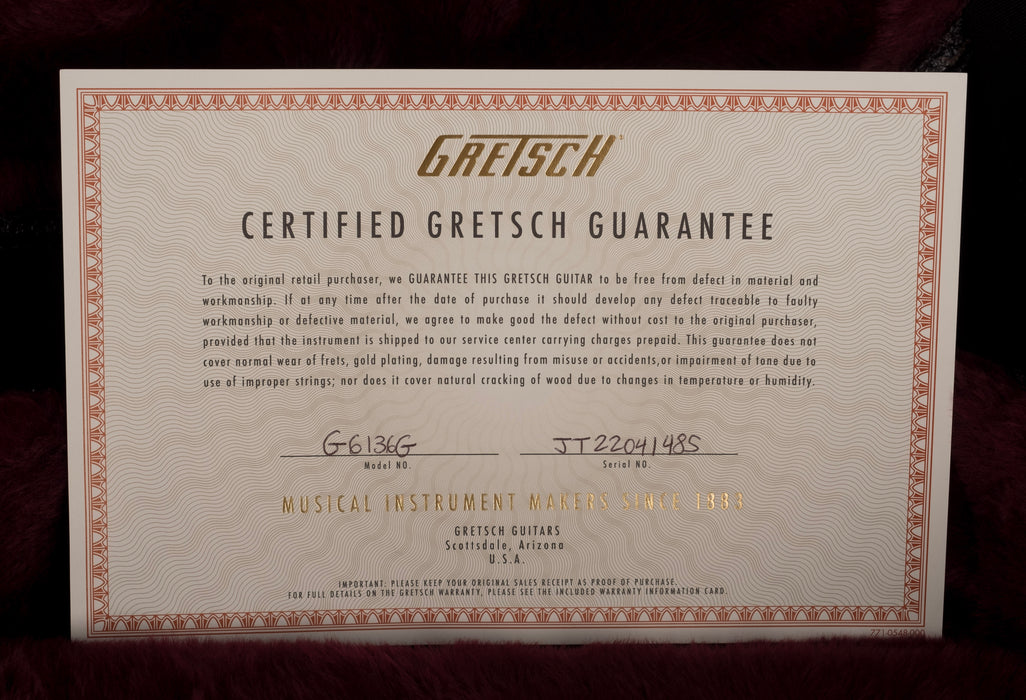 GRETSCH
CERTIFIED GRETSCH GUARANTEE
To the original retail purchaser, we GUARANTEE THIS GRETSCH GUITAR to be free from defect in material and
workmanship. If at any time after the date of purchase it should develop any defect traceable to faulty
workmanship or defective material, we agree to make good the defect without cost to the original purchaser,
provided that the instrument is shipped to our service center carrying charges prepaid. This guarantee does not
cover normal wear of frets, gold plating, damage resulting from misuse or accidents,or impairment of tone due to
use of improper strings; nor does it cover natural cracking of wood due to changes in temperature or humidity.
G6136G JT22041485
Model NO. Serial NO.
MUSICAL INSTRUMENT MAKERS SINCE 1883
GRETSCH GUITARS
Scottsdale, Arizona
U.S.A.
IMPORTANT: PLEASE KEEP YOUR ORIGINAL SALES RECEIPT AS PROOF OF PURCHASE.
FOR FULL DETAILS ON THE GRETSCH WARRANTY, PLEASE SEE THE INCLUDED WARRANTY INFORMATION CARD.
771-0548-000